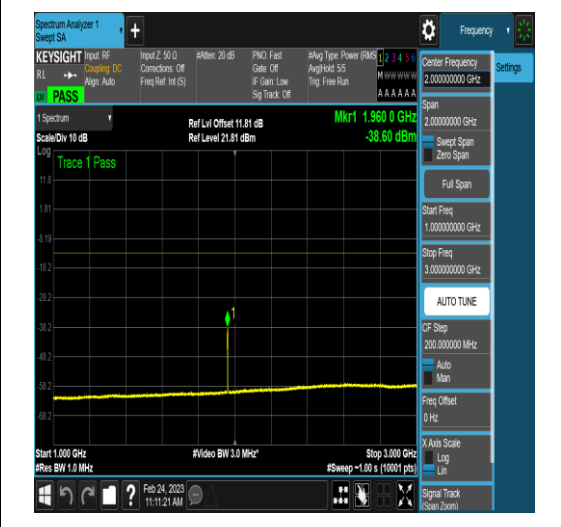 Spectrum Analyzer 1
Swept SA
+
Frequency
KEYSIGHT
RL
PASS
Input: RF
Coupling: DC
Align: Auto
Input Z: 50 Ω
Corrections: Off
Freq Ref: Int (S)
#Atten: 20 dB
PNO: Fast
Gate: Off
IF Gain: Low
Sig Track: Off
#Avg Type: Power (RMS
Avg|Hold: 5/5
Trig: Free Run
1 2 3 4 5 6
M W W W W W
A A A A A A
1 Spectrum
Scale/Div 10 dB
Ref Lvl Offset 11.81 dB
Ref Level 21.81 dBm
Mkr1 1.960 0 GHz
-38.60 dBm
Log
Trace 1 Pass
11.8
1.81
-8.19
-18.2
-28.2
-38.2
-48.2
-58.2
-68.2
1
Start 1.000 GHz
#Res BW 1.0 MHz
#Video BW 3.0 MHz*
Stop 3.000 GHz
#Sweep ~1.00 s (10001 pts)
?
Feb 24, 2023
11:11:21 AM
Center Frequency
2.000000000 GHz
Settings
Span
2.00000000 GHz
Swept Span
Zero Span
Full Span
Start Freq
1.000000000 GHz
Stop Freq
3.000000000 GHz
AUTO TUNE
CF Step
200.000000 MHz
Auto
Man
Freq Offset
0 Hz
X Axis Scale
Log
Lin
Signal Track
(Span Zoom)